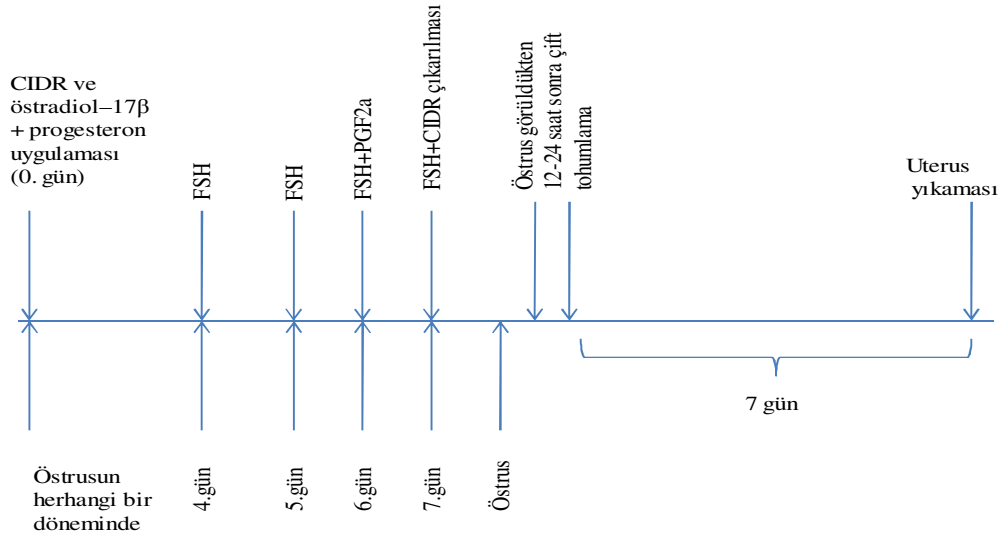 CIDR ve
östradiol–17β
+ progesteron
uygulaması
(0. gün)
FSH
FSH
FSH+PGF2a
FSH+CIDR çıkarılması
Östrus görüldükten
12-24 saat sonra çift
tohumlama
Uterus
yıkaması
7 gün
Östrusun
herhangi bir
döneminde
4.gün
5.gün
6.gün
7.gün
Östrus